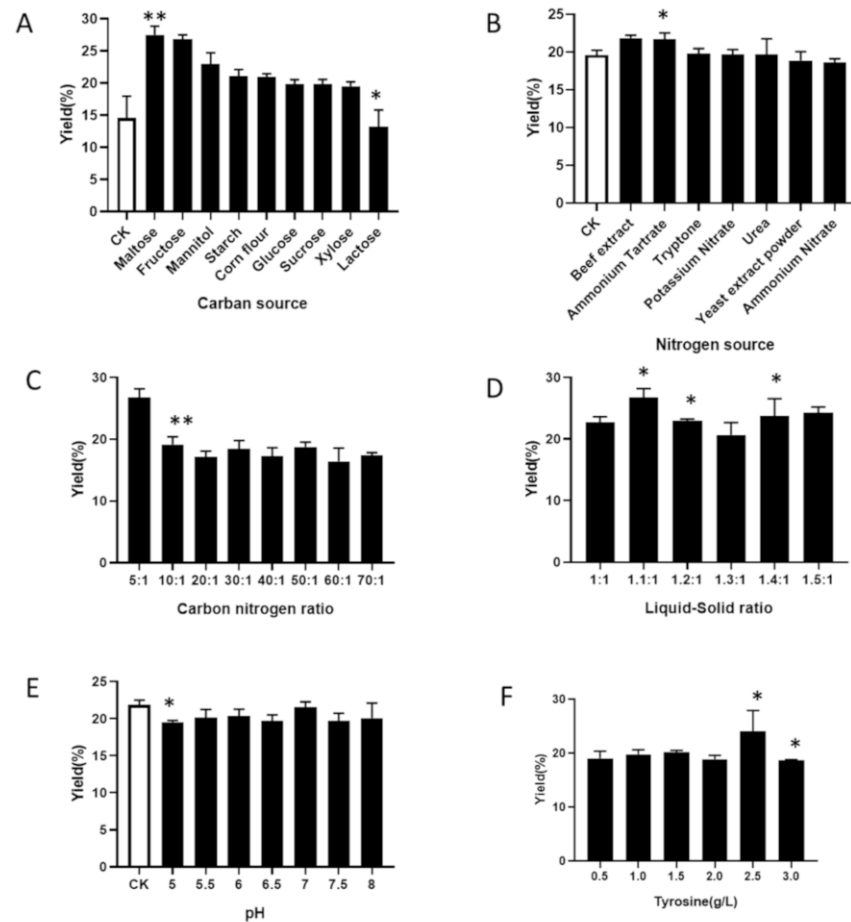 A
Yield(%)
30
25
20
15
10
5
0
**
*
CK
Maltose
Fructose
Mannitol
Starch
Corn flour
Glucose
Sucrose
Xylose
Lactose
Carban source
B
Yield(%)
25
20
15
10
5
0
*
CK
Beef extract
Ammonium Tartrate
Tryptone
Potassium Nitrate
Urea
Yeast extract powder
Ammonium Nitrate
Nitrogen source
C
Yield(%)
30
20
10
0
**
5:1 10:1 20:1 30:1 40:1 50:1 60:1 70:1
Carbon nitrogen ratio
D
Yield(%)
30
20
10
0
* * *
1:1 1.1:1 1.2:1 1.3:1 1.4:1 1.5:1
Liquid-Solid ratio
E
Yield(%)
25
20
15
10
5
0
*
CK 5 5.5 6 6.5 7 7.5 8
pH
F
Yield(%)
30
20
10
0
* *
0.5 1.0 1.5 2.0 2.5 3.0
Tyrosine(g/L)